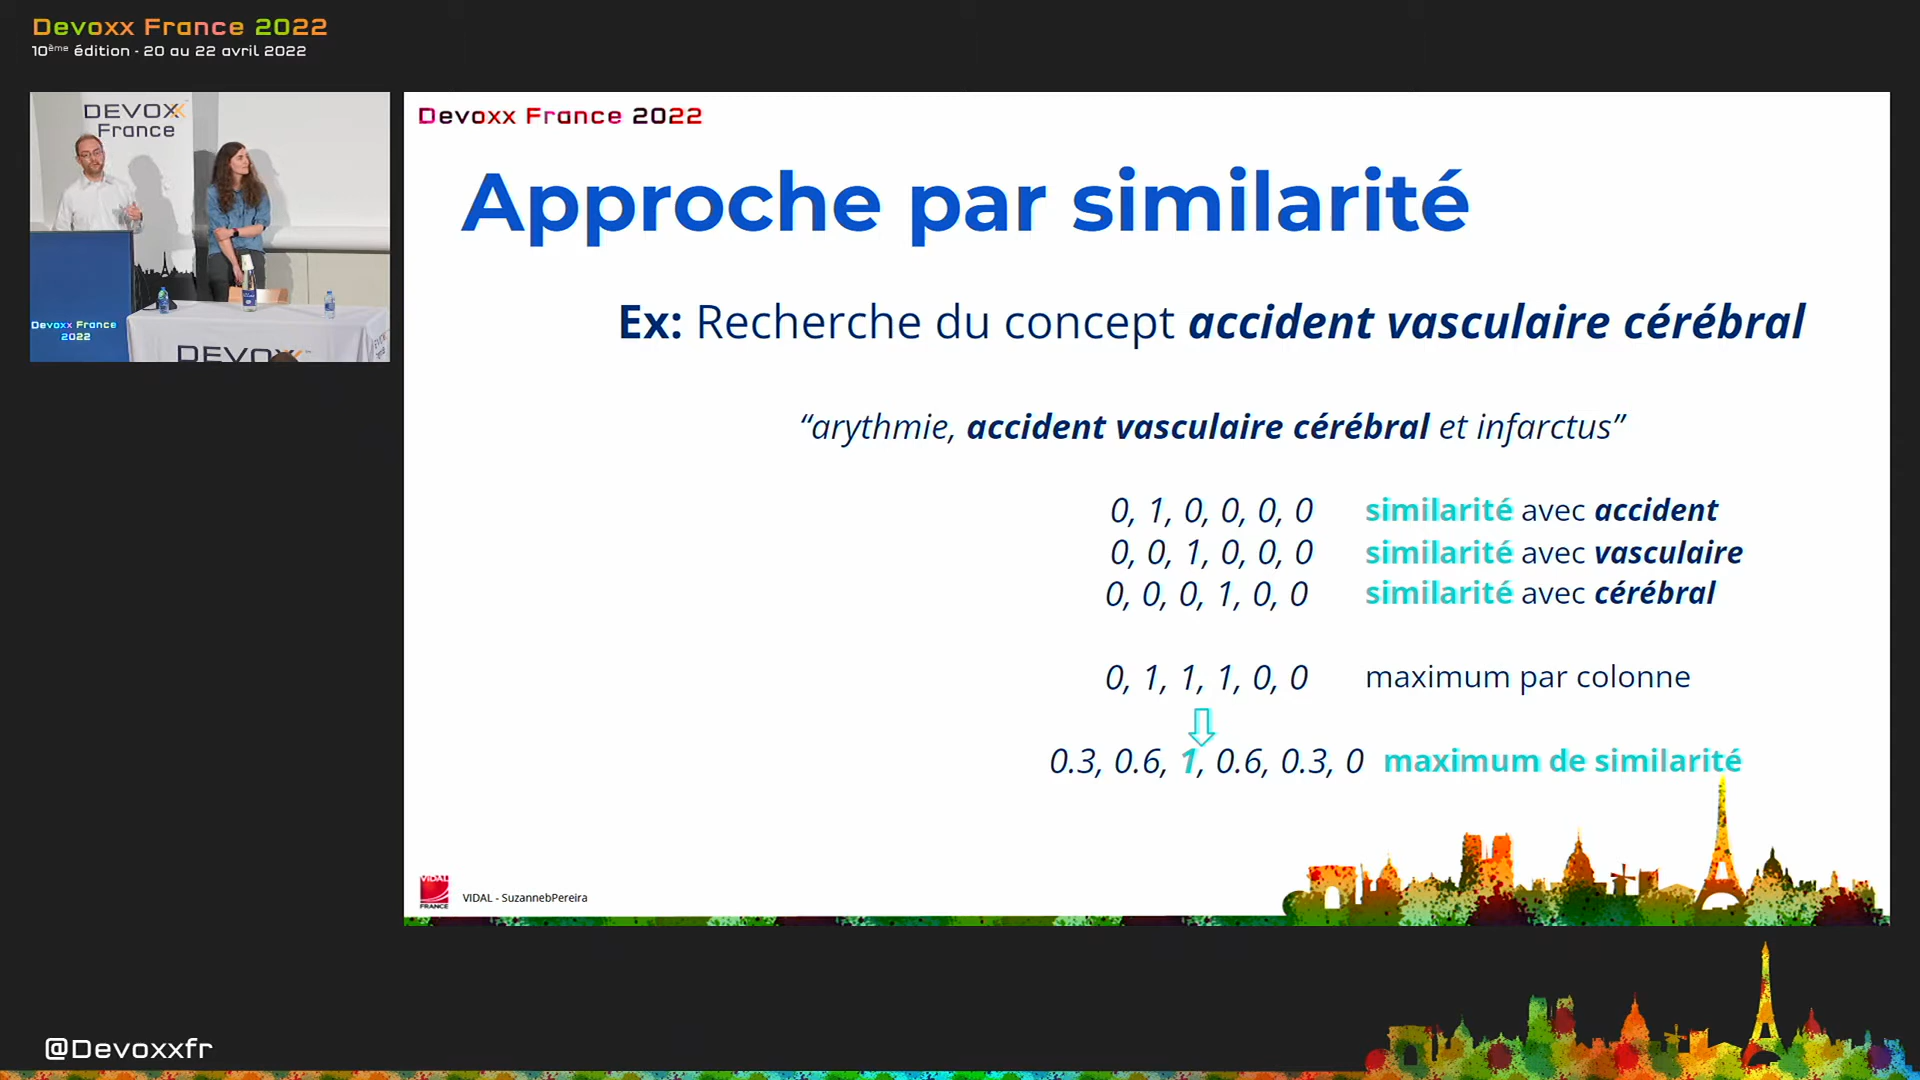 Devoxx France 2022
10ème édition - 20 au 22 avril 2022
DEVOXX
France
Devoxx France
2022
DEVOXX
Devoxx France 2022
Approche par similarité
Ex: Recherche du concept accident vasculaire cérébral
“arythmie, accident vasculaire cérébral et infarctus”
0, 1, 0, 0, 0, 0 similarité avec accident
0, 0, 1, 0, 0, 0 similarité avec vasculaire
0, 0, 0, 1, 0, 0 similarité avec cérébral
0, 1, 1, 1, 0, 0 maximum par colonne
0.3, 0.6, 1, 0.6, 0.3, 0 maximum de similarité
VIDAL
FRANCE
VIDAL - SuzannebPereira
@Devoxxfr